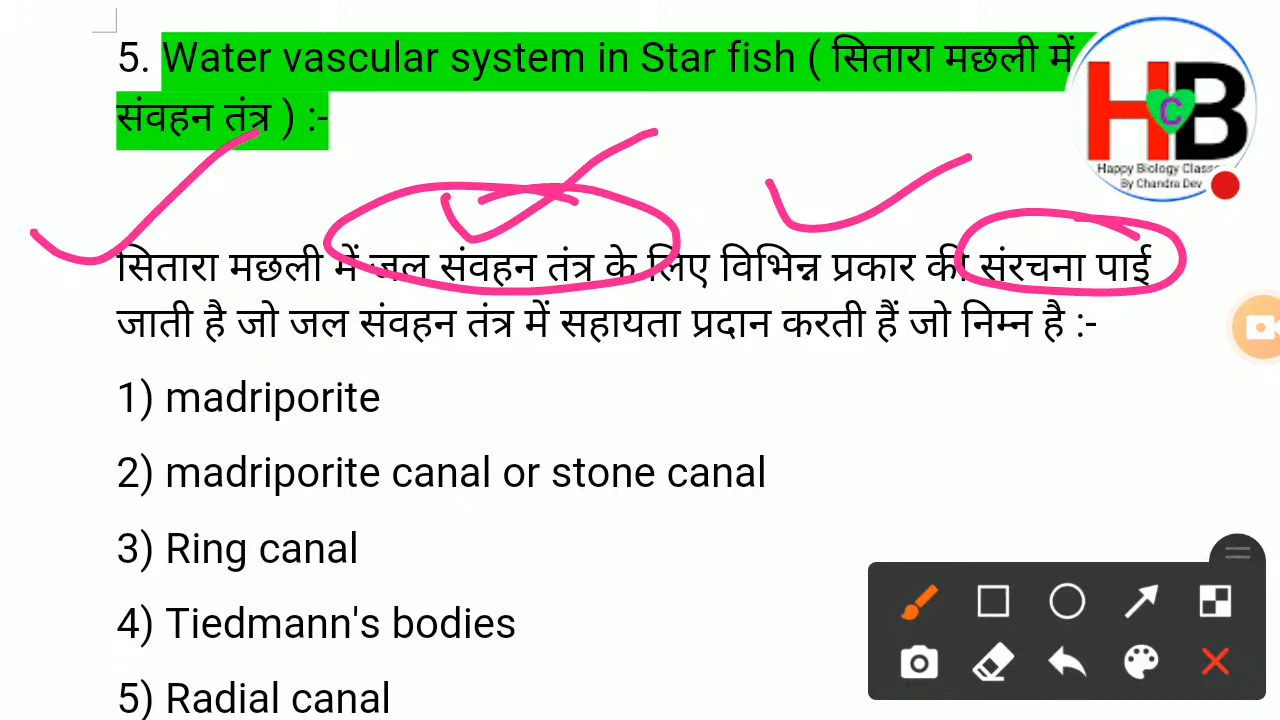 5. Water vascular system in Star fish ( सितारा मछली में
संवहन तंत्र ) :-
HCB
Happy Biology Classe
By Chandra Dev
सितारा मछली में जल संवहन तंत्र के लिए विभिन्न प्रकार की संरचना पाई
जाती है जो जल संवहन तंत्र में सहायता प्रदान करती हैं जो निम्न है :-
1) madriporite
2) madriporite canal or stone canal
3) Ring canal
4) Tiedmann's bodies
5) Radial canal